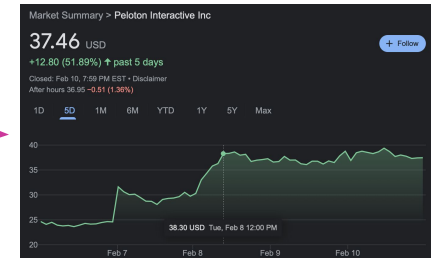 Market Summary > Peloton Interactive Inc
37.46 USD
+ Follow
+12.80 (51.89%) ↑ past 5 days
Closed: Feb 10, 7:59 PM EST • Disclaimer
After hours 36.95 −0.51 (1.36%)
1D 5D 1M 6M YTD 1Y 5Y Max
40
35
30
25
20
38.30 USD Tue, Feb 8 12:00 PM
Feb 7 Feb 8 Feb 9 Feb 10